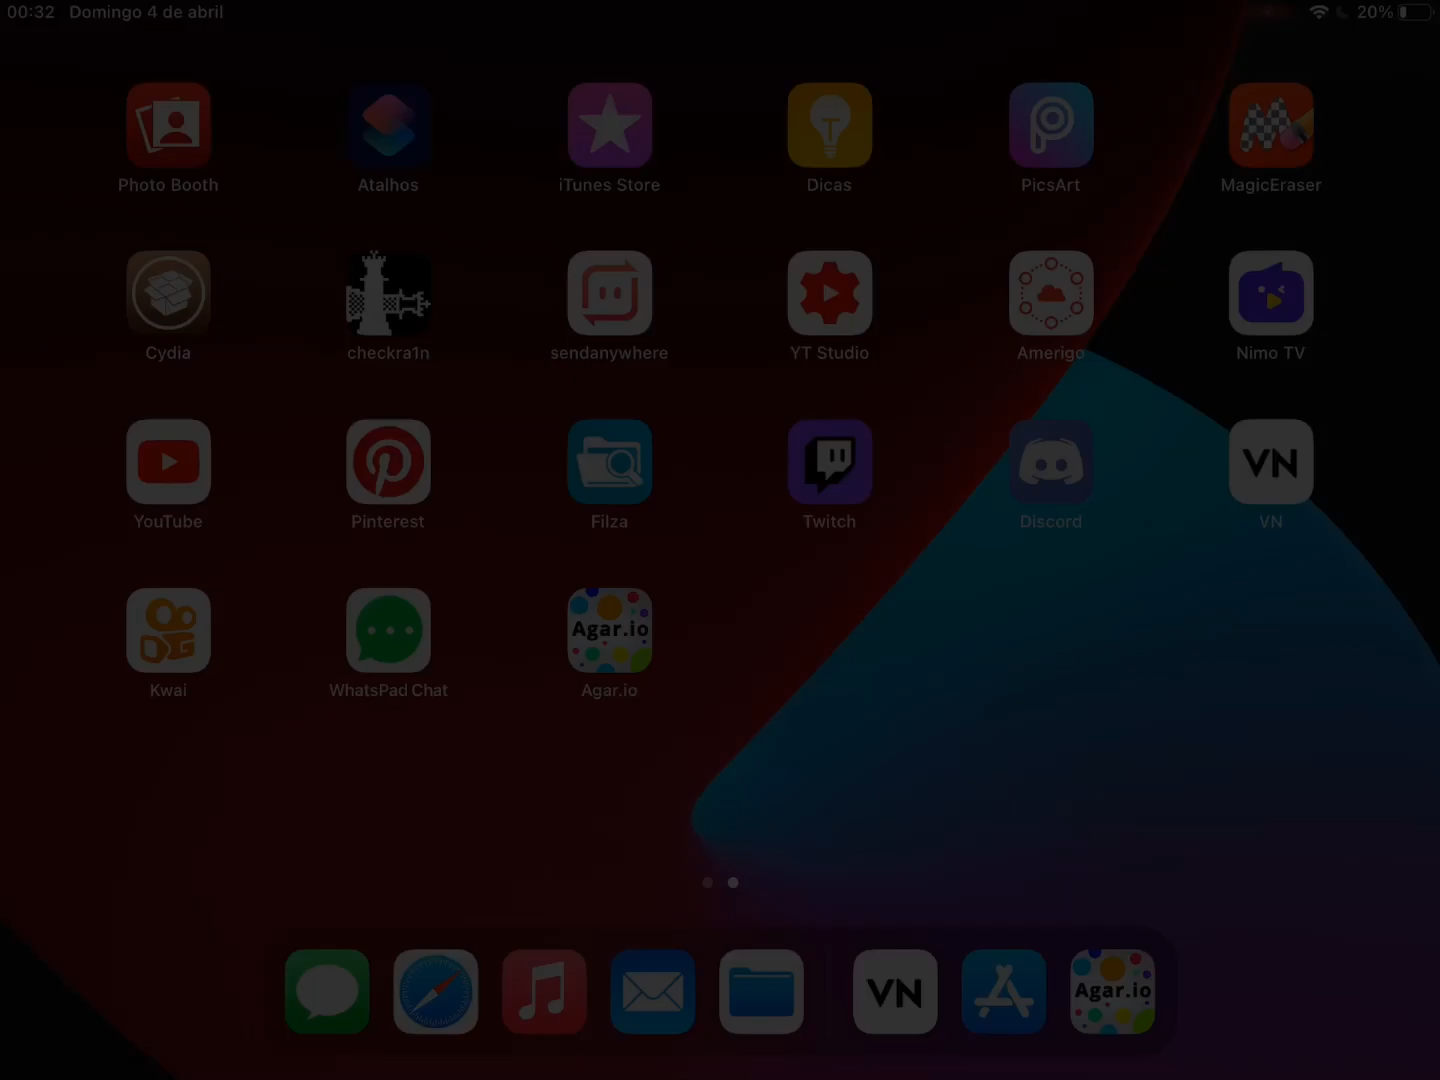 00:32 Domingo 4 de abril 20%
Photo Booth Atalhos iTunes Store Dicas PicsArt MagicEraser
Cydia checkra1n sendanywhere YT Studio Amerigo Nimo TV
VN
YouTube Pinterest Filza Twitch Discord VN
Agar.io
Kwai WhatsPad Chat Agar.io
VN Agar.io